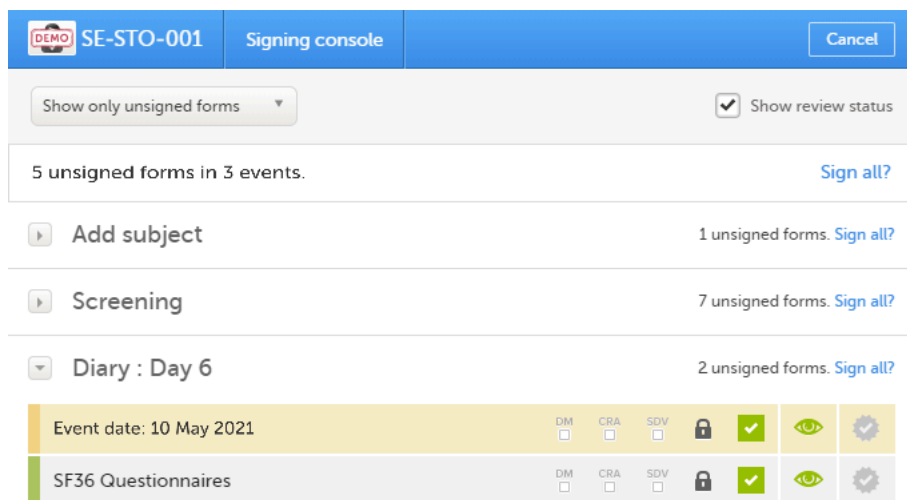 DEMO SE-STO-001 Signing console Cancel
Show only unsigned forms Show review status
5 unsigned forms in 3 events. Sign all?
Add subject 1 unsigned forms. Sign all?
Screening 7 unsigned forms. Sign all?
Diary : Day 6 2 unsigned forms. Sign all?
Event date: 10 May 2021 DM CRA SDV
SF36 Questionnaires DM CRA SDV